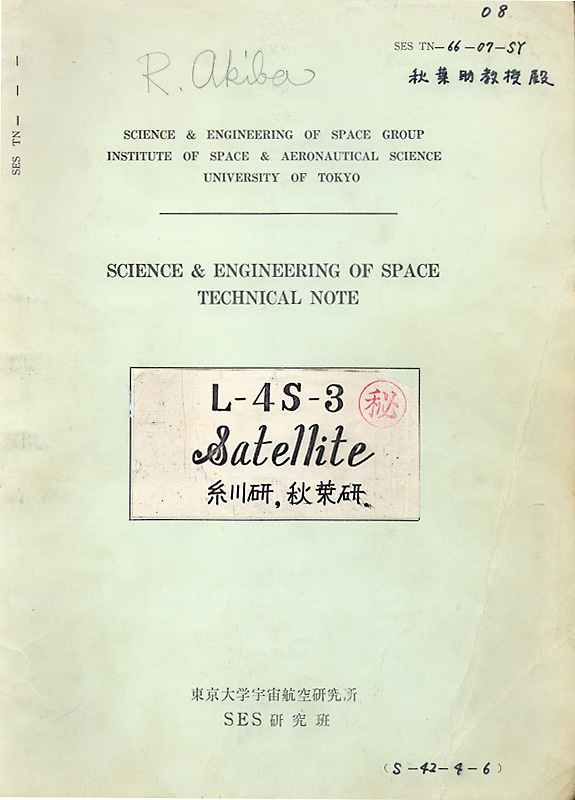 08
SES TN-66-07-SY
秋葉助教授殿
R. Akiba
SES TN — — —
SCIENCE & ENGINEERING OF SPACE GROUP
INSTITUTE OF SPACE & AERONAUTICAL SCIENCE
UNIVERSITY OF TOKYO
SCIENCE & ENGINEERING OF SPACE
TECHNICAL NOTE
L-4S-3
秘
Satellite
糸川研, 秋葉研.
東京大学宇宙航空研究所
SES 研究班
(S-42-4-6)